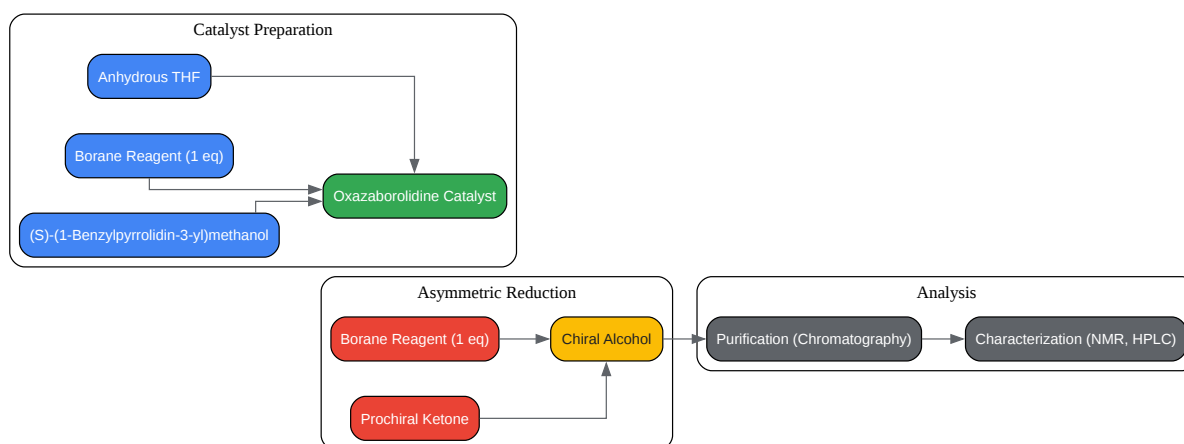 Catalyst Preparation
Anhydrous THF
Borane Reagent (1 eq)
Oxazaborolidine Catalyst
(S)-(1-Benzylpyrrolidin-3-yl)methanol
Asymmetric Reduction
Borane Reagent (1 eq)
Chiral Alcohol
Prochiral Ketone
Analysis
Purification (Chromatography)
Characterization (NMR, HPLC)